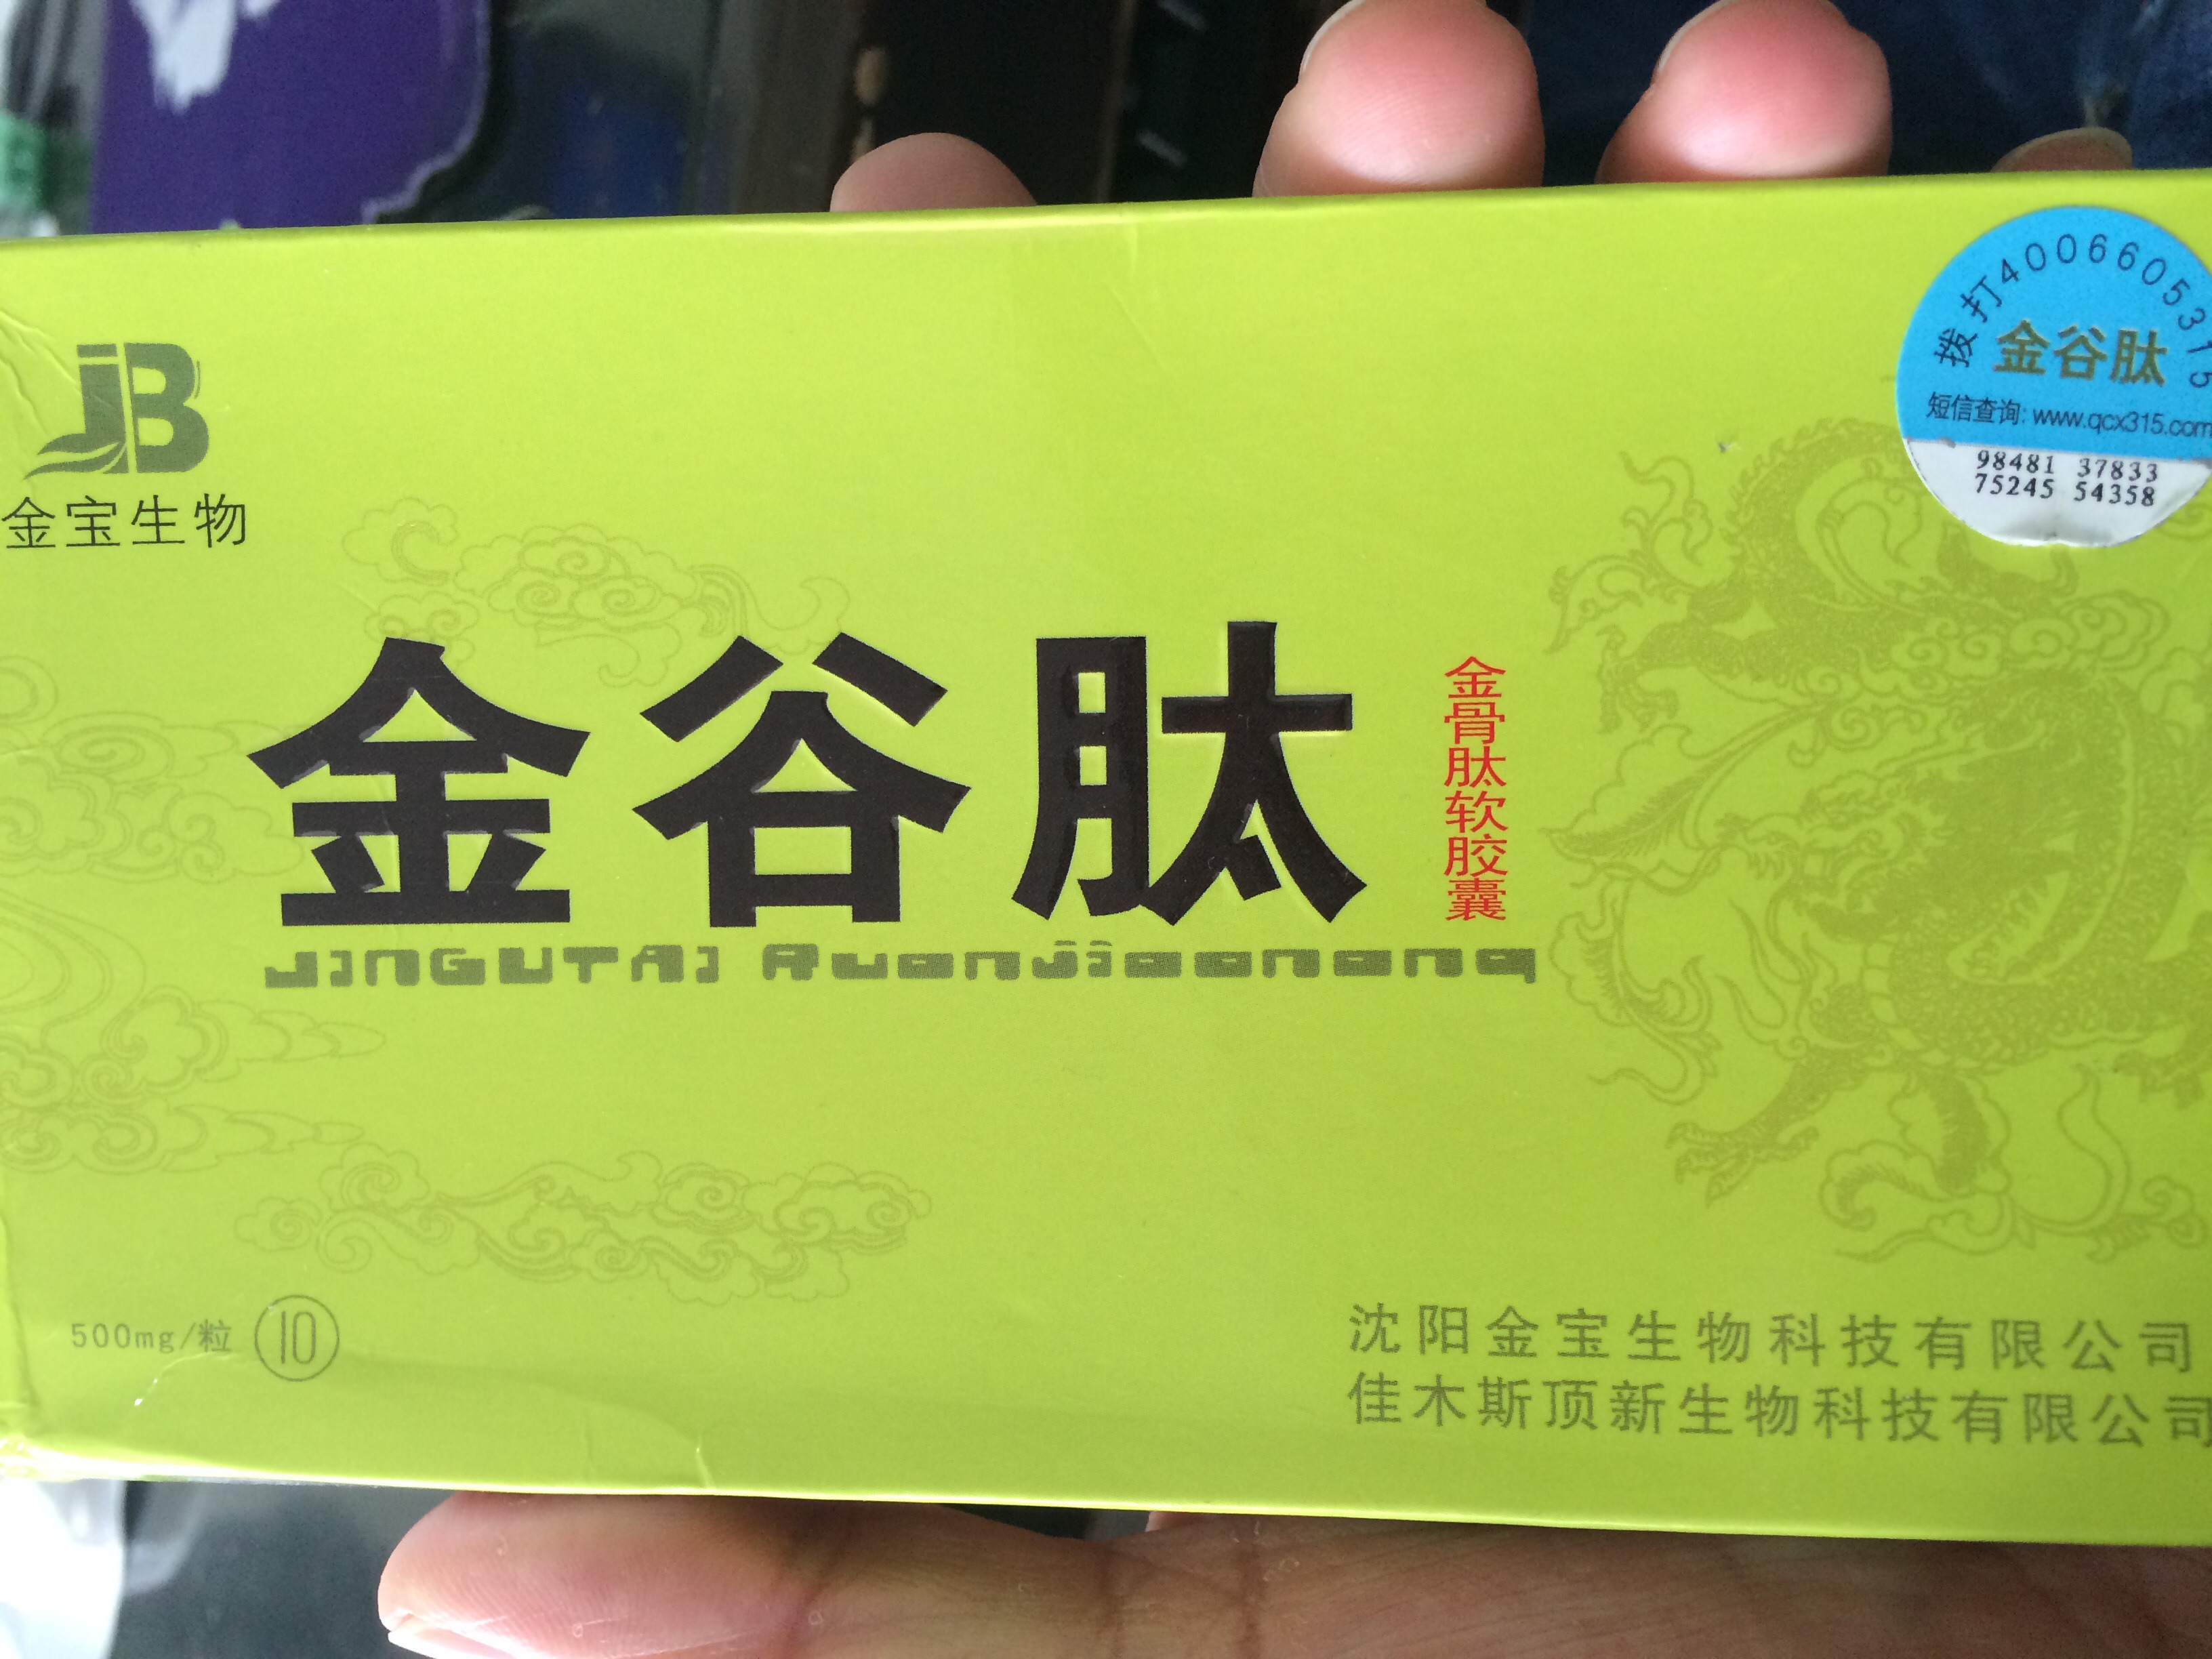 拨打4006605315
金谷肽
短信查询: www.qcx315.com
98481 37833
75245 54358
JB
金宝生物
金谷肽
金骨肽软胶囊
JINGUTAI Ruanjiaonang
500mg/粒 10
沈阳金宝生物科技有限公司
佳木斯顶新生物科技有限公司